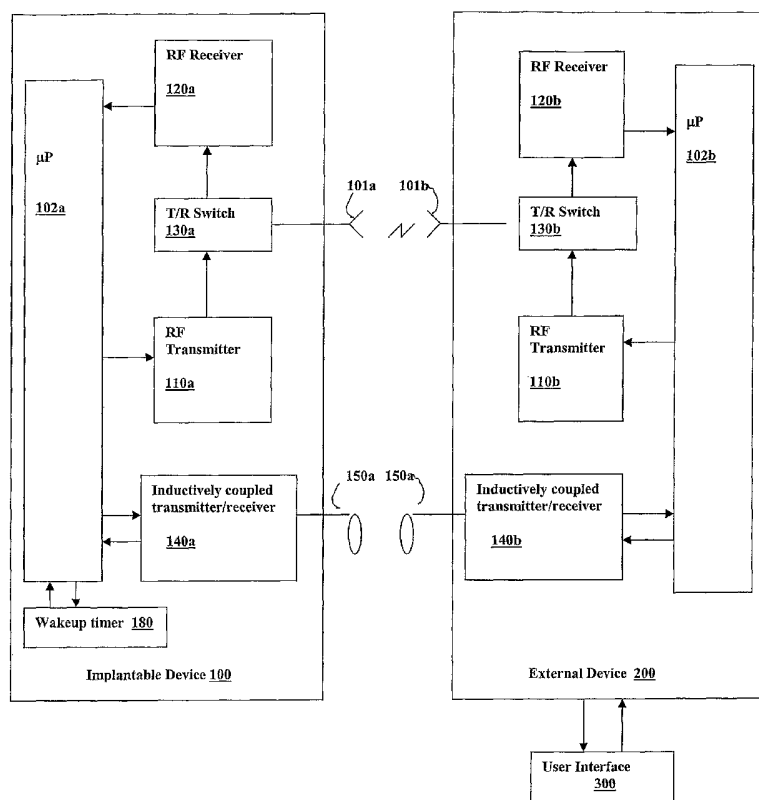 RF Receiver
120a
µP
102a
T/R Switch
130a
RF
Transmitter
110a
Inductively coupled
transmitter/receiver
140a
Wakeup timer 180
Implantable Device 100
101a
101b
150a
150a
RF Receiver
120b
µP
102b
T/R Switch
130b
RF
Transmitter
110b
Inductively coupled
transmitter/receiver
140b
External Device 200
User Interface
300